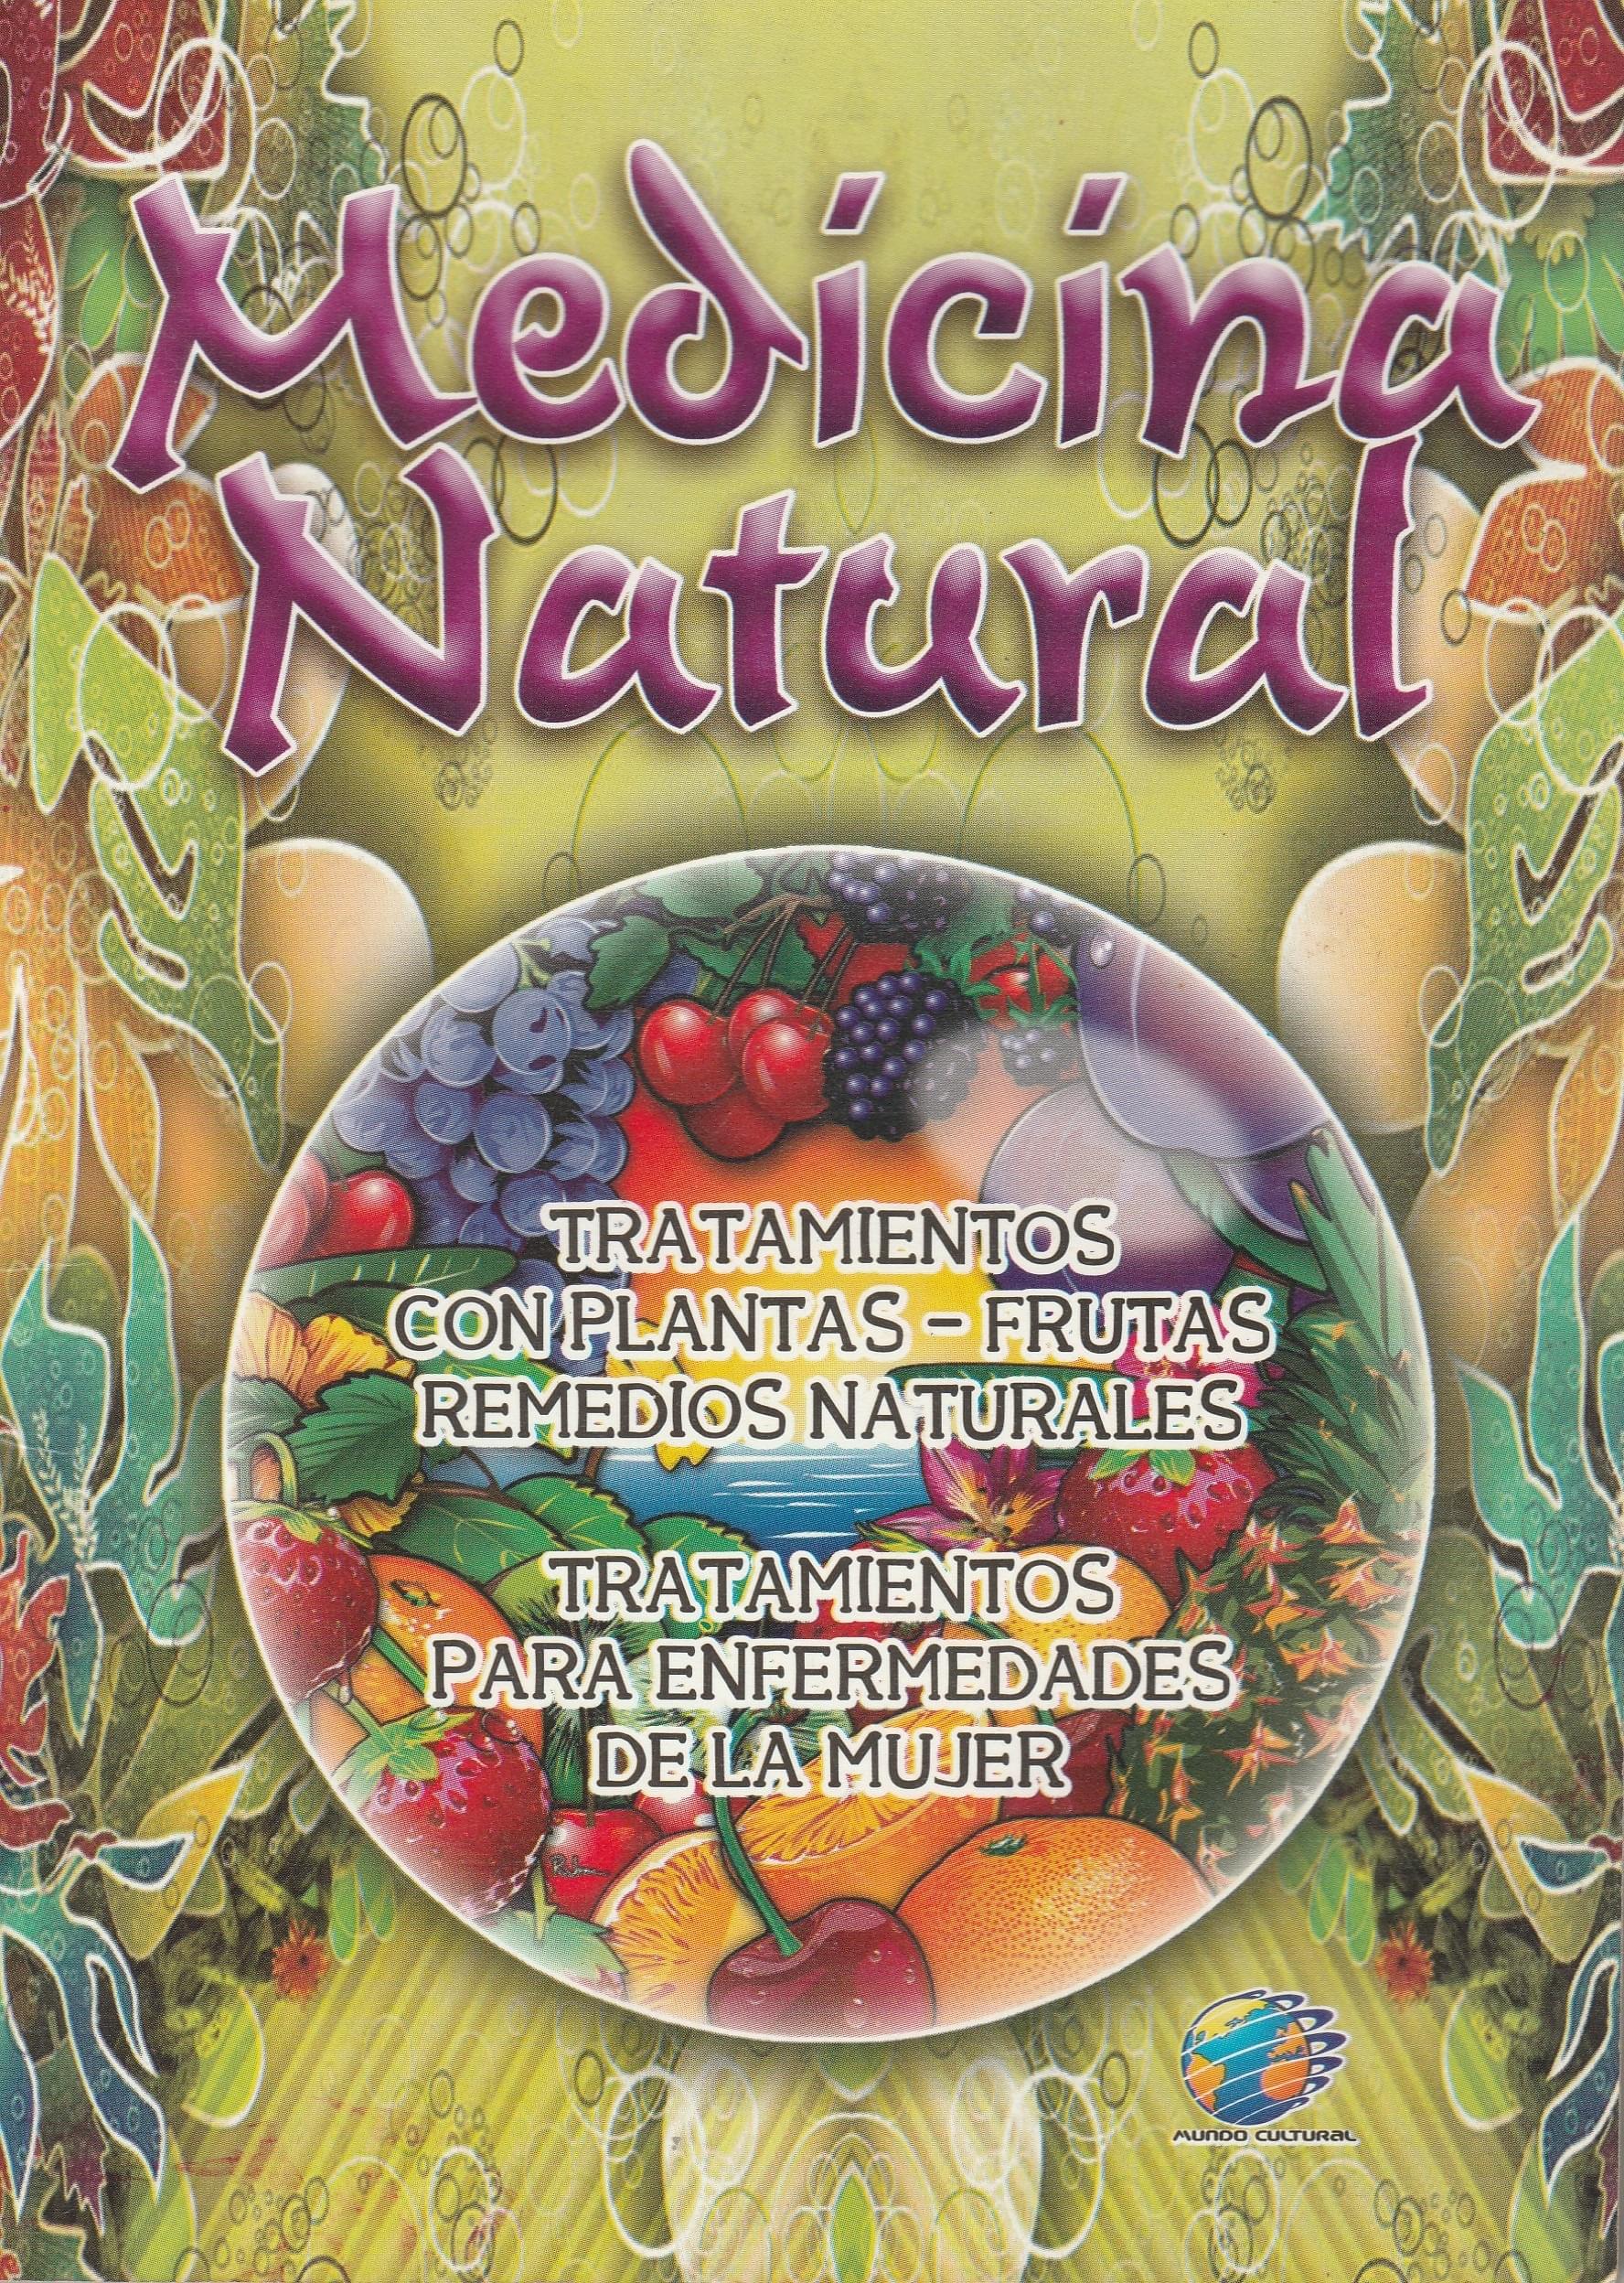 Medicina
Natural
TRATAMIENTOS
CON PLANTAS - FRUTAS
REMEDIOS NATURALES
TRATAMIENTOS
PARA ENFERMEDADES
DE LA MUJER
MUNDO CULTURAL